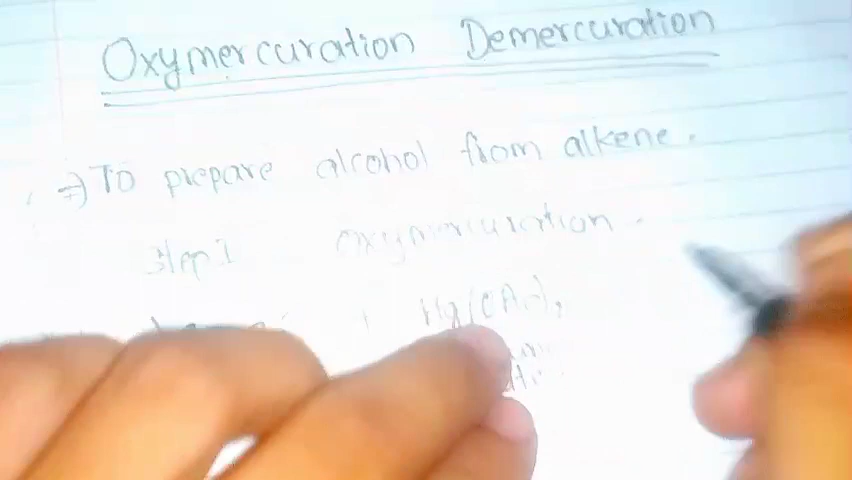 Oxymercuration Demercuration
⇒ To prepare alcohol from alkene.
Step 1 Oxymercuration.
+ Hg(OAc)₂